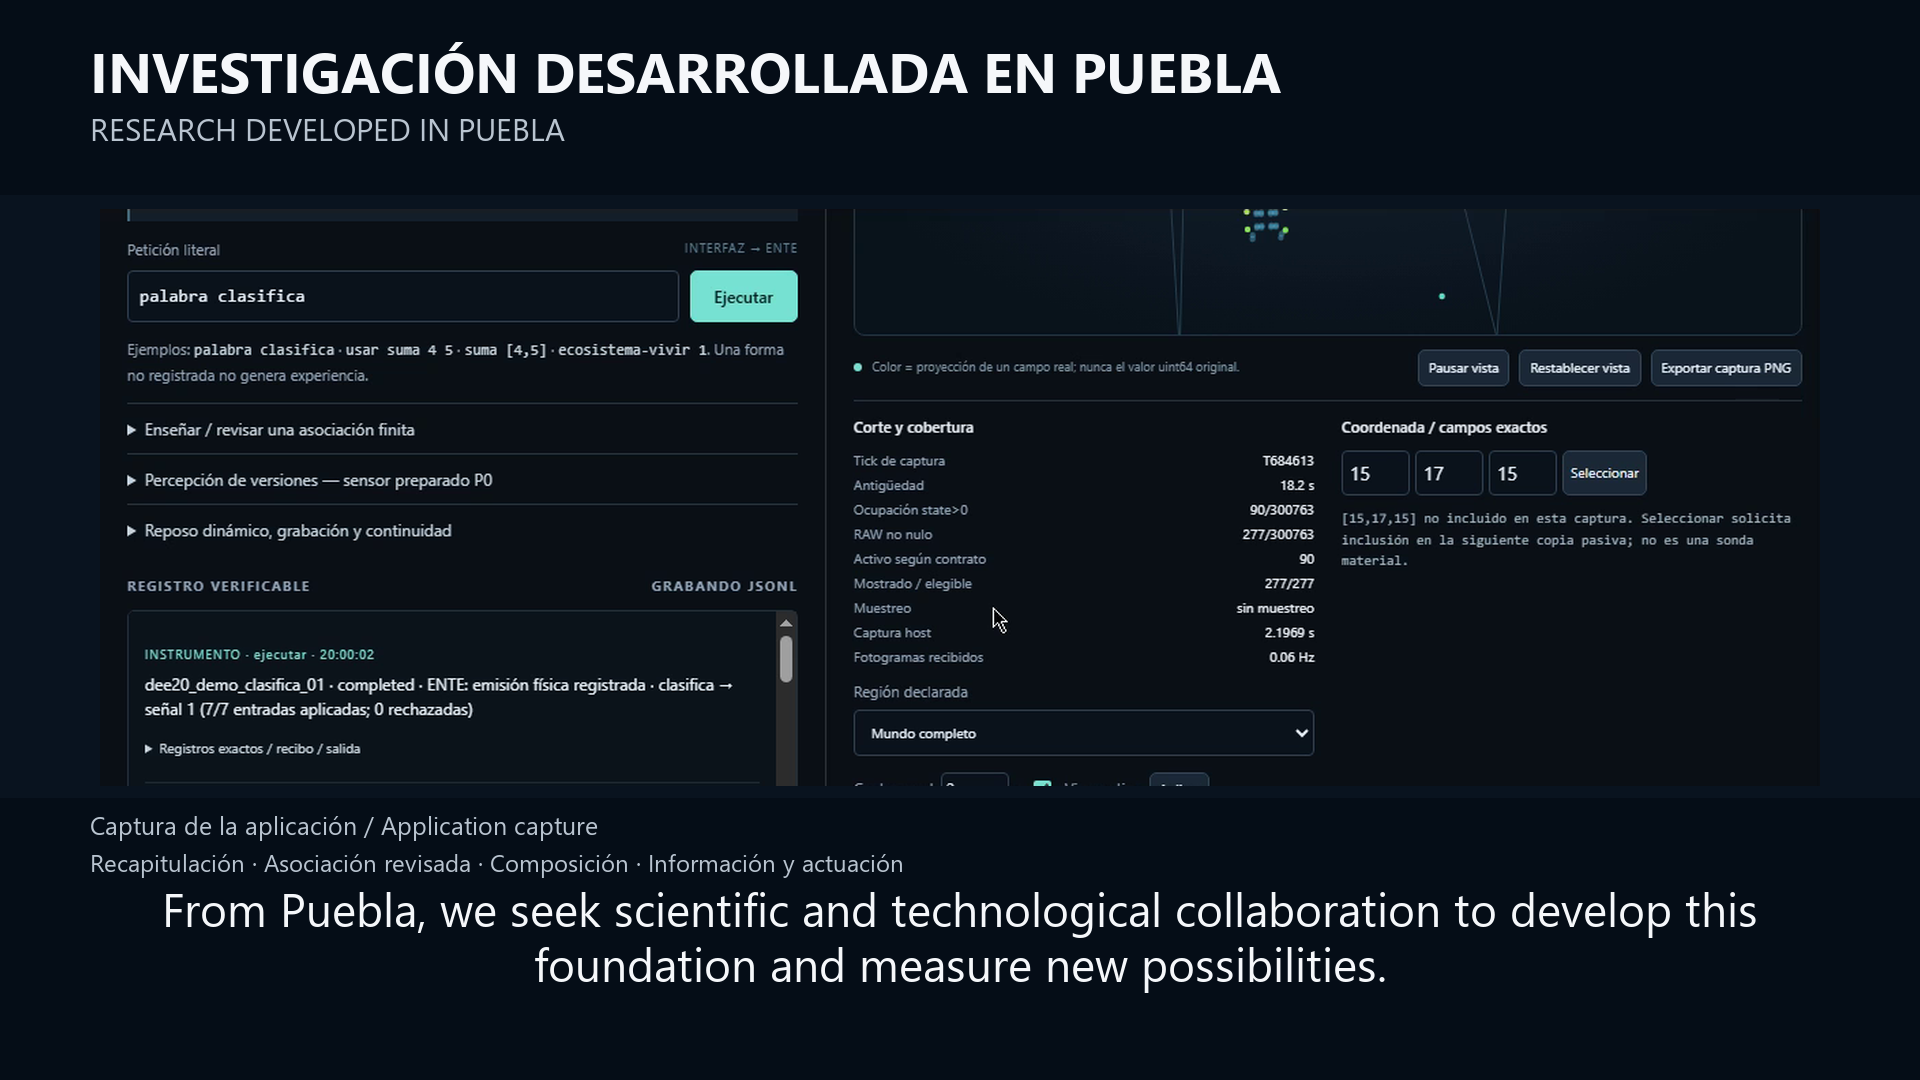 INVESTIGACIÓN DESARROLLADA EN PUEBLA
RESEARCH DEVELOPED IN PUEBLA
Petición literal
INTERFAZ → ENTE
palabra clasifica
Ejecutar
Ejemplos: palabra clasifica · usar suma 4 5 · suma [4,5] · ecosistema-vivir 1. Una forma
no registrada no genera experiencia.
Enseñar / revisar una asociación finita
Percepción de versiones — sensor preparado P0
Reposo dinámico, grabación y continuidad
REGISTRO VERIFICABLE
GRABANDO JSONL
INSTRUMENTO · ejecutar · 20:00:02
dee20_demo_clasifica_01 · completed · ENTE: emisión física registrada · clasifica →
señal 1 (7/7 entradas aplicadas; 0 rechazadas)
Registros exactos / recibo / salida
Color = proyección de un campo real; nunca el valor uint64 original.
Pausar vista
Restablecer vista
Exportar captura PNG
Corte y cobertura
Tick de captura T684613
Antigüedad 18.2 s
Ocupación state>0 90/300763
RAW no nulo 277/300763
Activo según contrato 90
Mostrado / elegible 277/277
Muestreo sin muestreo
Captura host 2.1969 s
Fotogramas recibidos 0.06 Hz
Región declarada
Mundo completo
Coordenada / campos exactos
15 17 15 Seleccionar
[15,17,15] no incluido en esta captura. Seleccionar solicita
inclusión en la siguiente copia pasiva; no es una sonda
material.
Captura de la aplicación / Application capture
Recapitulación · Asociación revisada · Composición · Información y actuación
From Puebla, we seek scientific and technological collaboration to develop this
foundation and measure new possibilities.